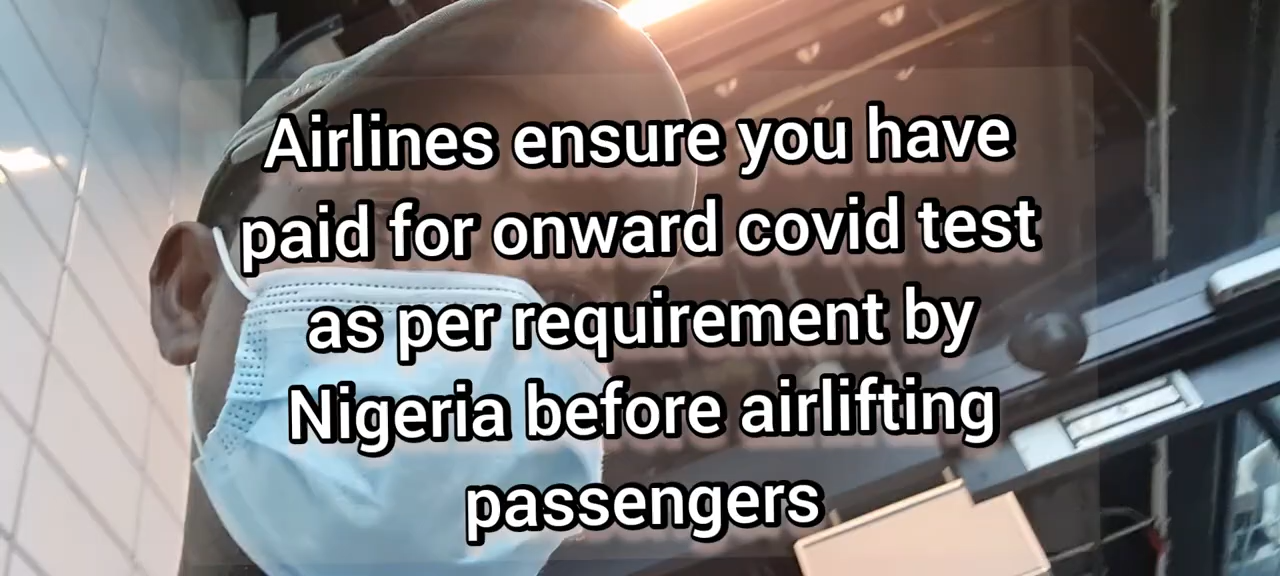 Airlines ensure you have
paid for onward covid test
as per requirement by
Nigeria before airlifting
passengers